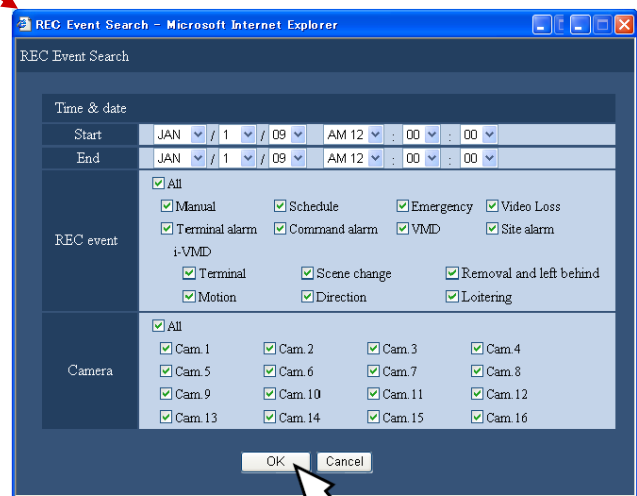 REC Event Search - Microsoft Internet Explorer
REC Event Search
Time & date
Start JAN / 1 / 09 AM 12 : 00 : 00
End JAN / 1 / 09 AM 12 : 00 : 00
All
Manual Schedule Emergency Video Loss
Terminal alarm Command alarm VMD Site alarm
REC event
i-VMD
Terminal Scene change Removal and left behind
Motion Direction Loitering
All
Cam.1 Cam.2 Cam.3 Cam.4
Camera Cam.5 Cam.6 Cam.7 Cam.8
Cam.9 Cam.10 Cam.11 Cam.12
Cam.13 Cam.14 Cam.15 Cam.16
OK Cancel